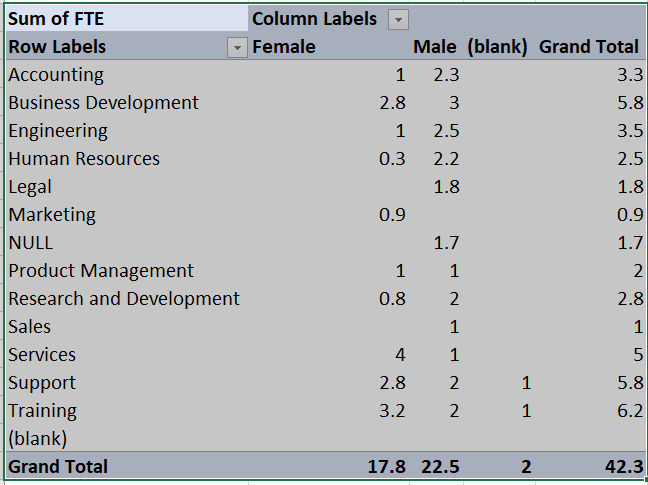 Sum of FTE Column Labels
Row Labels Female Male (blank) Grand Total
Accounting 1 2.3 3.3
Business Development 2.8 3 5.8
Engineering 1 2.5 3.5
Human Resources 0.3 2.2 2.5
Legal 1.8 1.8
Marketing 0.9 0.9
NULL 1.7 1.7
Product Management 1 1 2
Research and Development 0.8 2 2.8
Sales 1 1
Services 4 1 5
Support 2.8 2 1 5.8
Training 3.2 2 1 6.2
(blank)
Grand Total 17.8 22.5 2 42.3